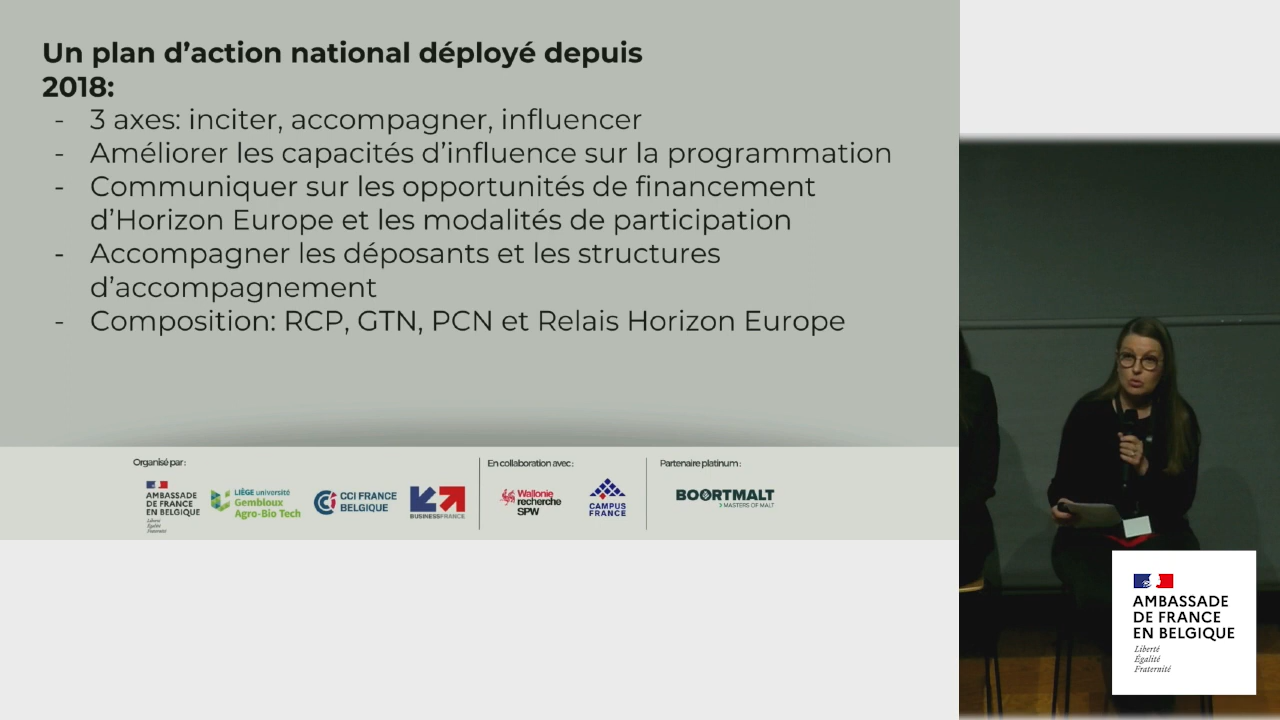 Un plan d’action national déployé depuis
2018:
- 3 axes: inciter, accompagner, influencer
- Améliorer les capacités d’influence sur la programmation
- Communiquer sur les opportunités de financement
d’Horizon Europe et les modalités de participation
- Accompagner les déposants et les structures
d’accompagnement
- Composition: RCP, GTN, PCN et Relais Horizon Europe
Organisé par :
AMBASSADE
DE FRANCE
EN BELGIQUE
Liberté
Égalité
Fraternité
LIÈGE université
Gembloux
Agro-Bio Tech
CCI FRANCE
BELGIQUE
BUSINESS FRANCE
En collaboration avec :
Wallonie
recherche
SPW
CAMPUS
FRANCE
Partenaire platinum :
BOORTMALT
MASTERS OF MALT
AMBASSADE
DE FRANCE
EN BELGIQUE
Liberté
Égalité
Fraternité